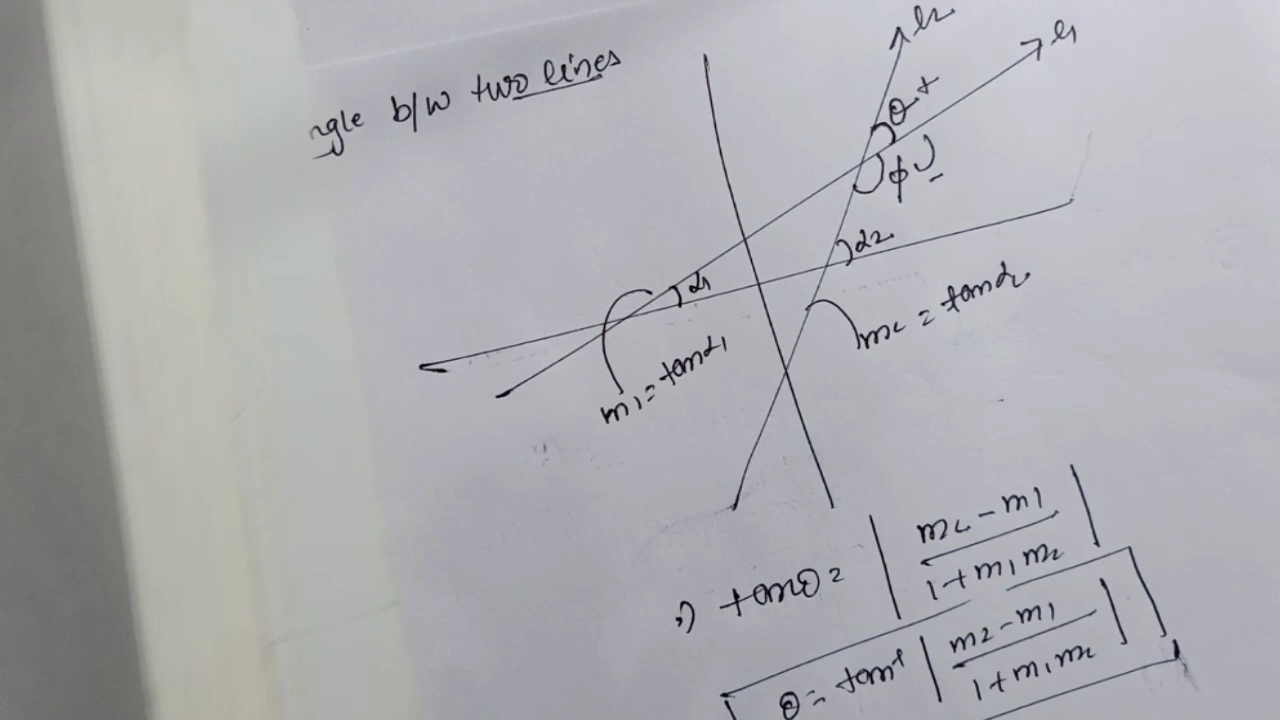 ngle b/w two lines
l2
l1
θ +
ϕ
α2
α1
m2 = tanα2
m1 = tanα1
tanθ = | m2 - m1 / 1 + m1m2 |
θ = tan⁻¹ | m2 - m1 / 1 + m1m2 |